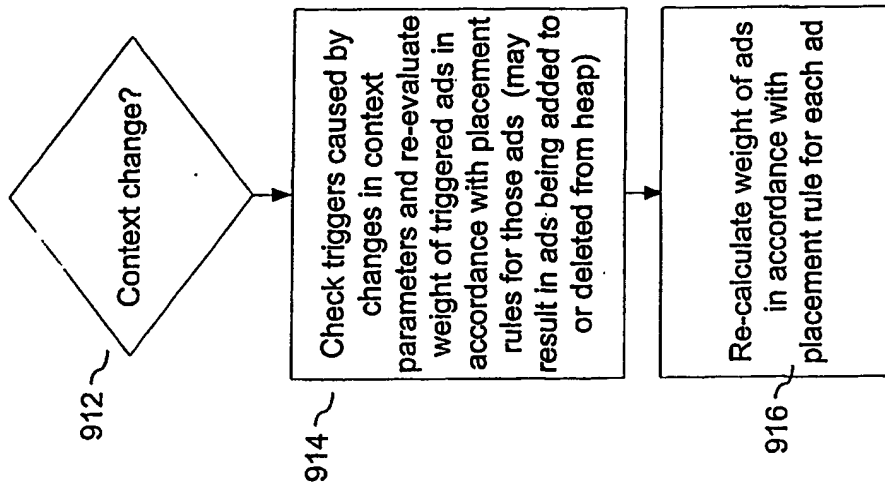 912
Context change?
914
Check triggers caused by
changes in context
parameters and re-evaluate
weight of triggered ads in
accordance with placement
rules for those ads (may
result in ads being added to
or deleted from heap)
916
Re-calculate weight of ads
in accordance with
placement rule for each ad